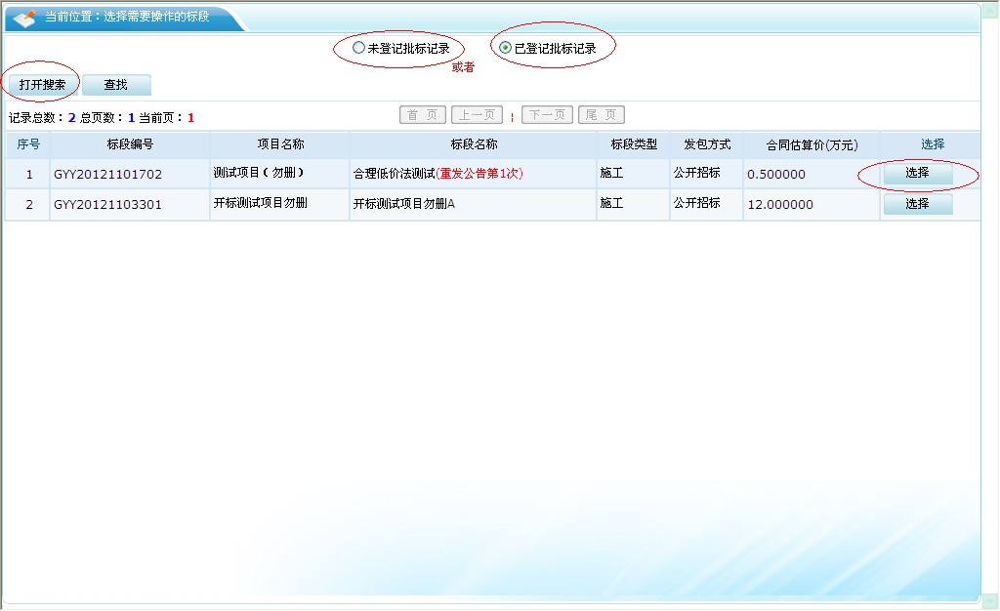 当前位置：选择需要操作的标段
未登记批标记录 已登记批标记录
或者
打开搜索 查找
记录总数：2 总页数：1 当前页：1 首 页 上一页 下一页 尾 页
序号 标段编号 项目名称 标段名称 标段类型 发包方式 合同估算价(万元) 选择
1 GYY20121101702 测试项目（勿删） 合理低价法测试(重发公告第1次) 施工 公开招标 0.500000 选择
2 GYY20121103301 开标测试项目勿删 开标测试项目勿删A 施工 公开招标 12.000000 选择